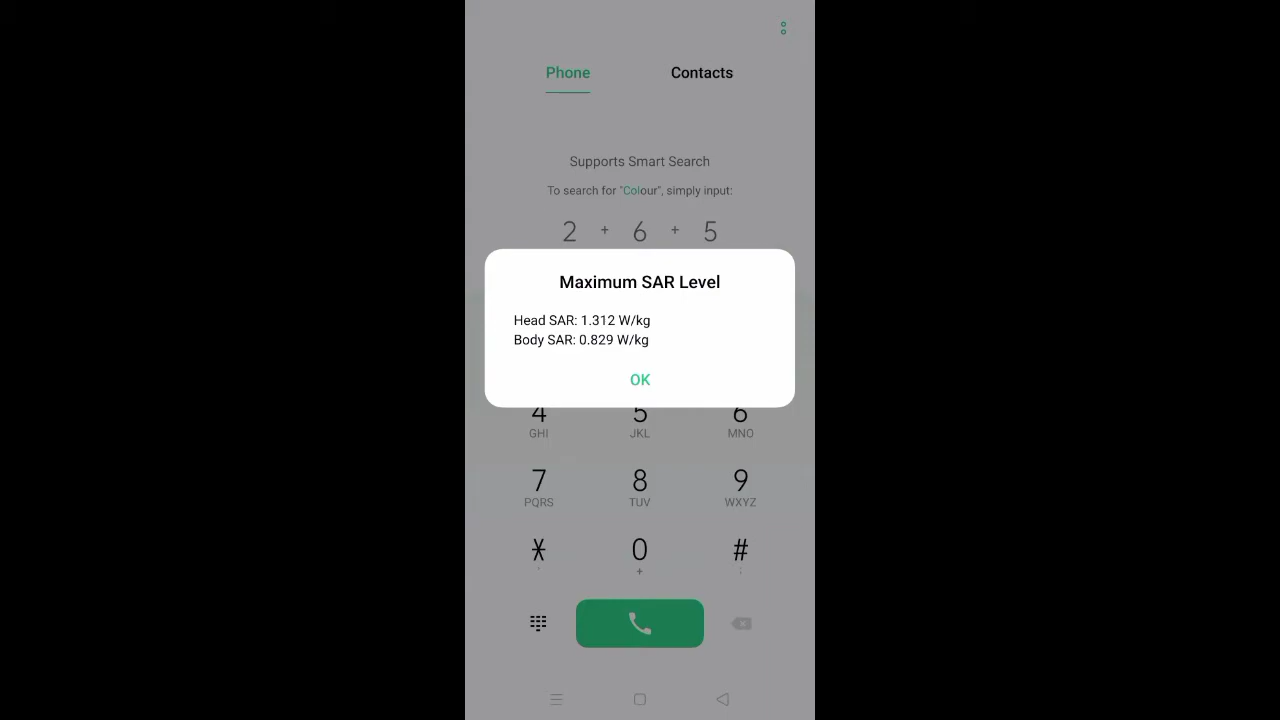 Phone Contacts
Supports Smart Search
To search for "Colour", simply input:
2 + 6 + 5
Maximum SAR Level
Head SAR: 1.312 W/kg
Body SAR: 0.829 W/kg
OK
4 5 6
GHI JKL MNO
7 8 9
PQRS TUV WXYZ
* 0 #
, + ;